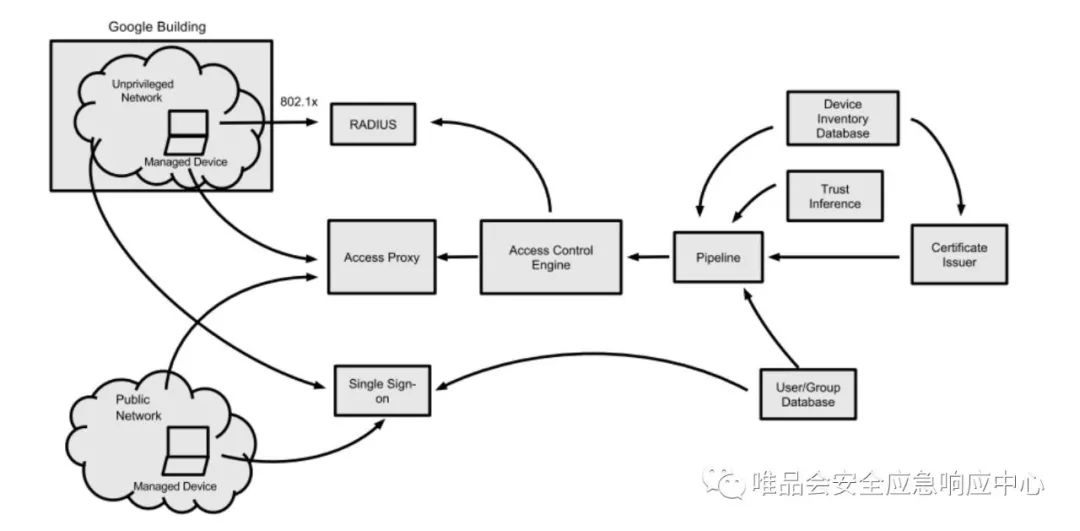 Google Building
Unprivileged
Network
Managed Device
802.1x
RADIUS
Device
Inventory
Database
Trust
Inference
Access Proxy
Access Control
Engine
Pipeline
Certificate
Issuer
Single Sign-
on
User/Group
Database
Public
Network
Managed Device
唯品会安全应急响应中心